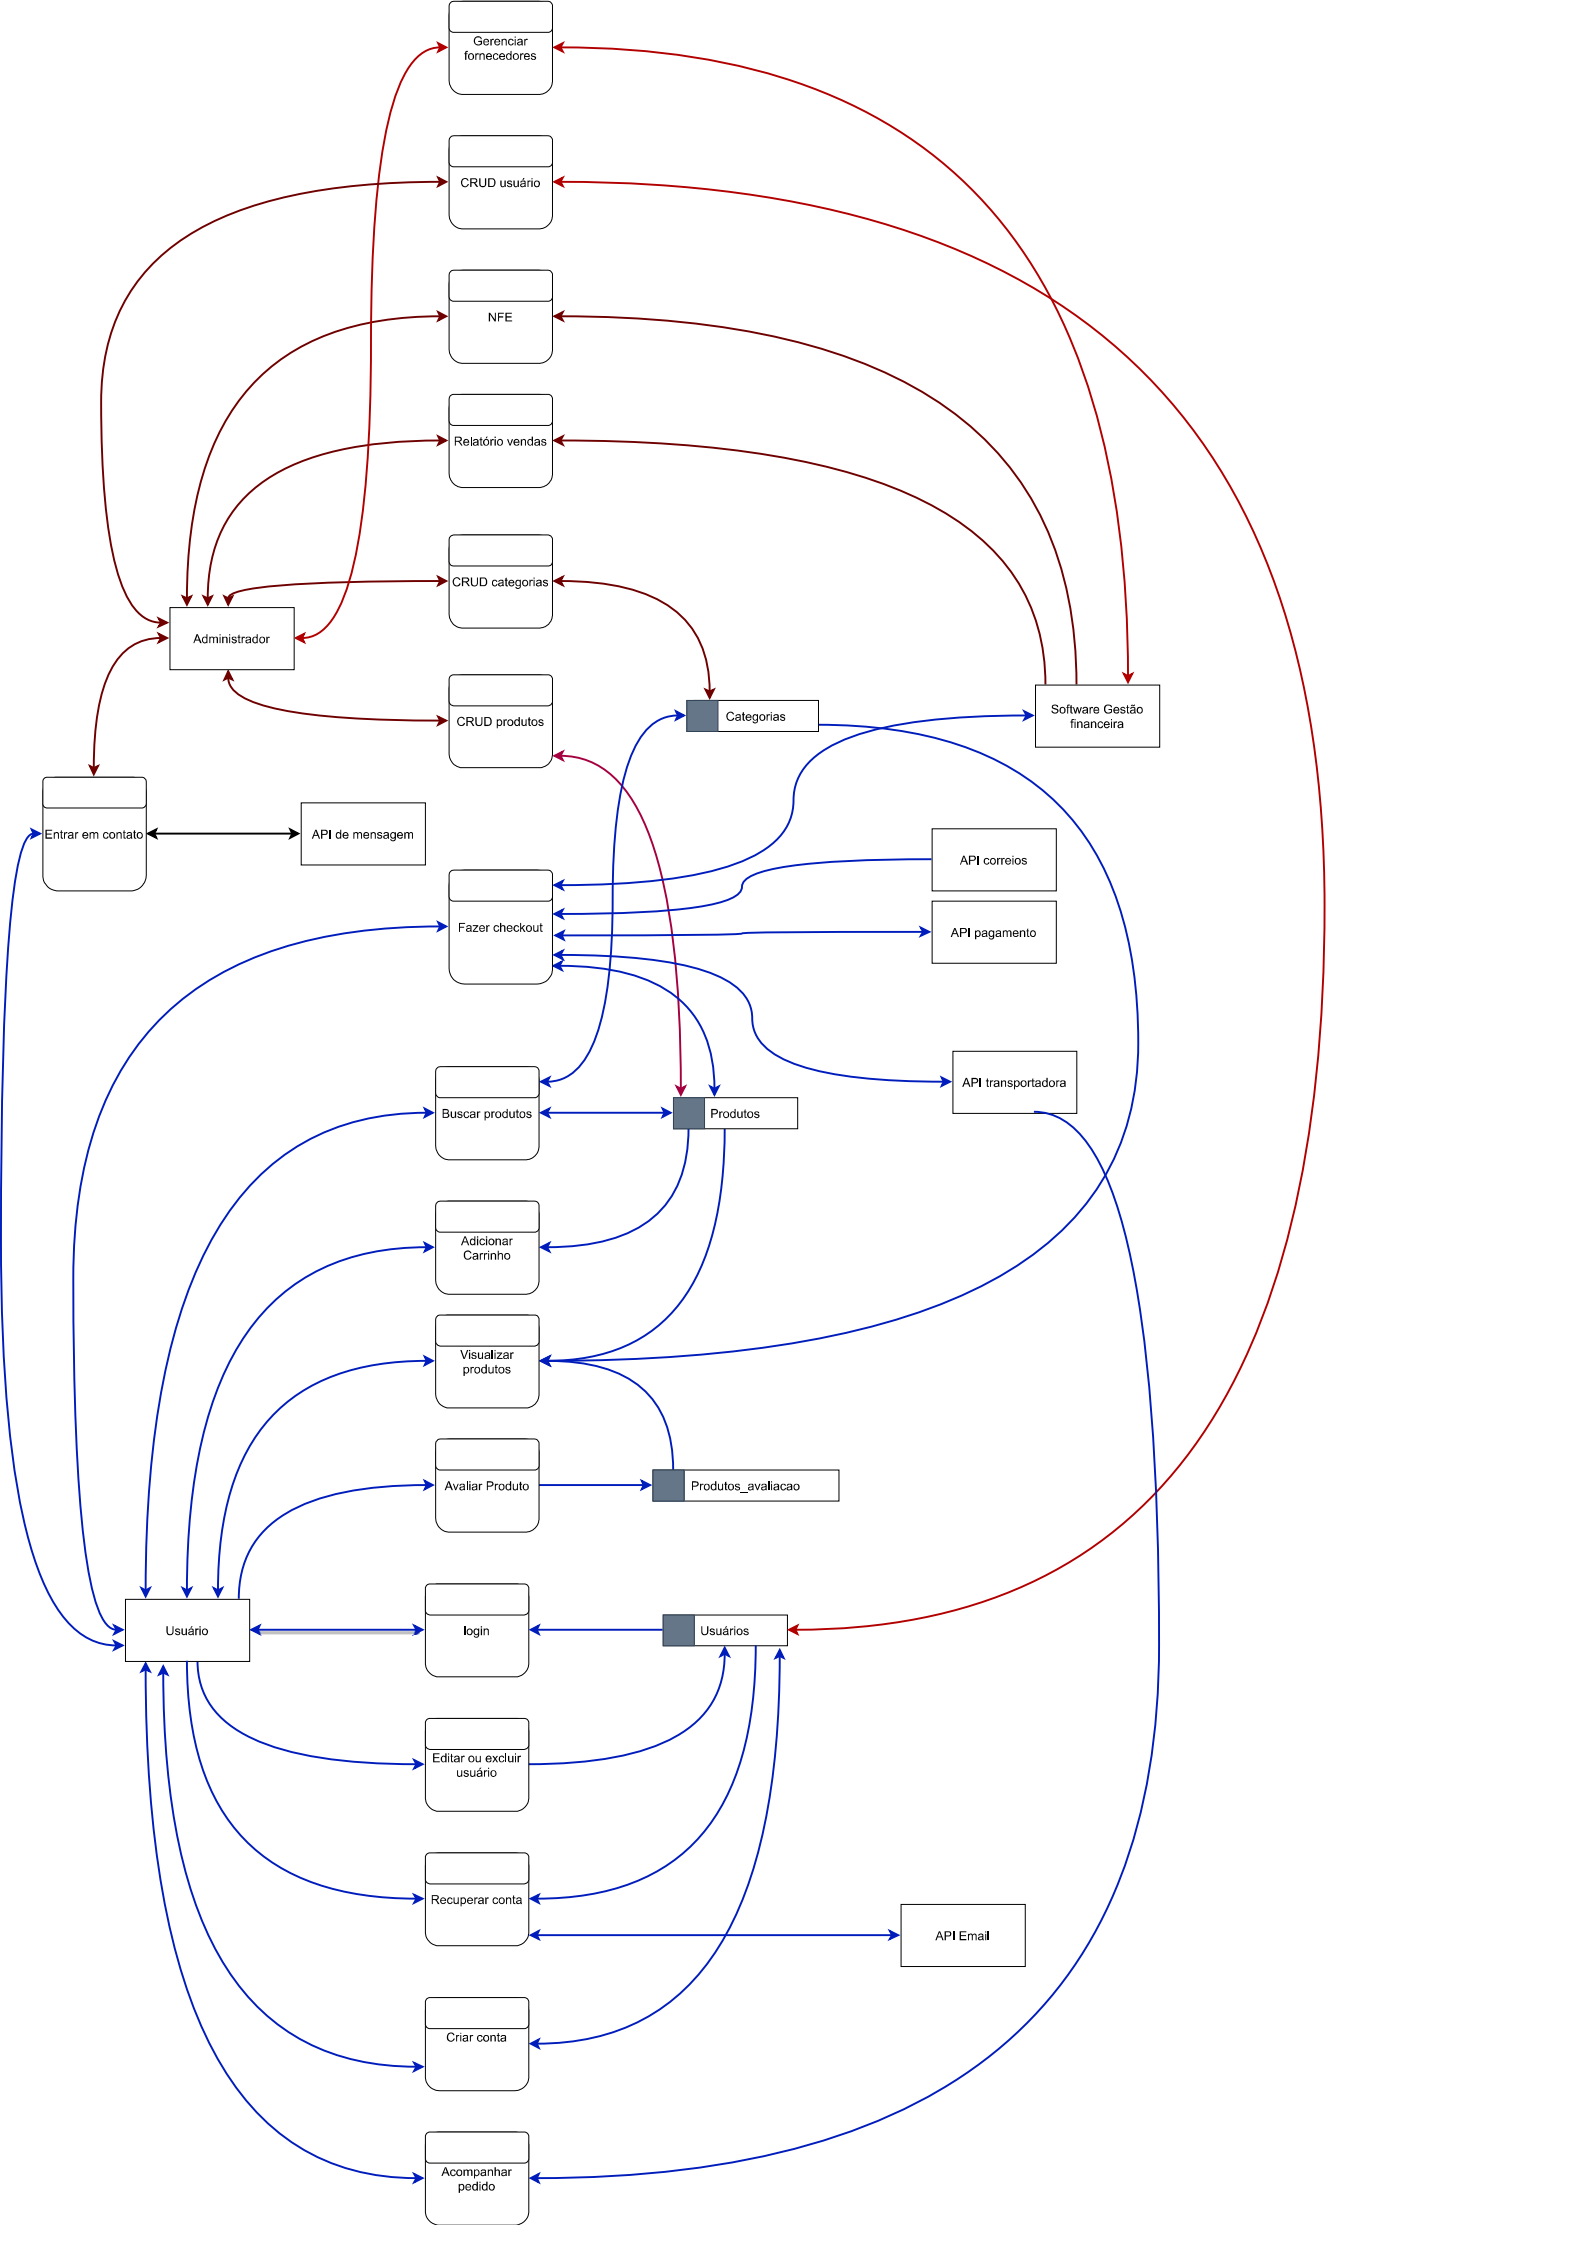 Gerenciar
fornecedores
CRUD usuário
NFE
Relatório vendas
CRUD categorias
Administrador
CRUD produtos
Categorias
Software Gestão
financeira
Entrar em contato
API de mensagem
API correios
Fazer checkout
API pagamento
API transportadora
Buscar produtos
Produtos
Adicionar
Carrinho
Visualizar
produtos
Avaliar Produto
Produtos_avaliacao
Usuário
login
Usuários
Editar ou excluir
usuário
Recuperar conta
API Email
Criar conta
Acompanhar
pedido